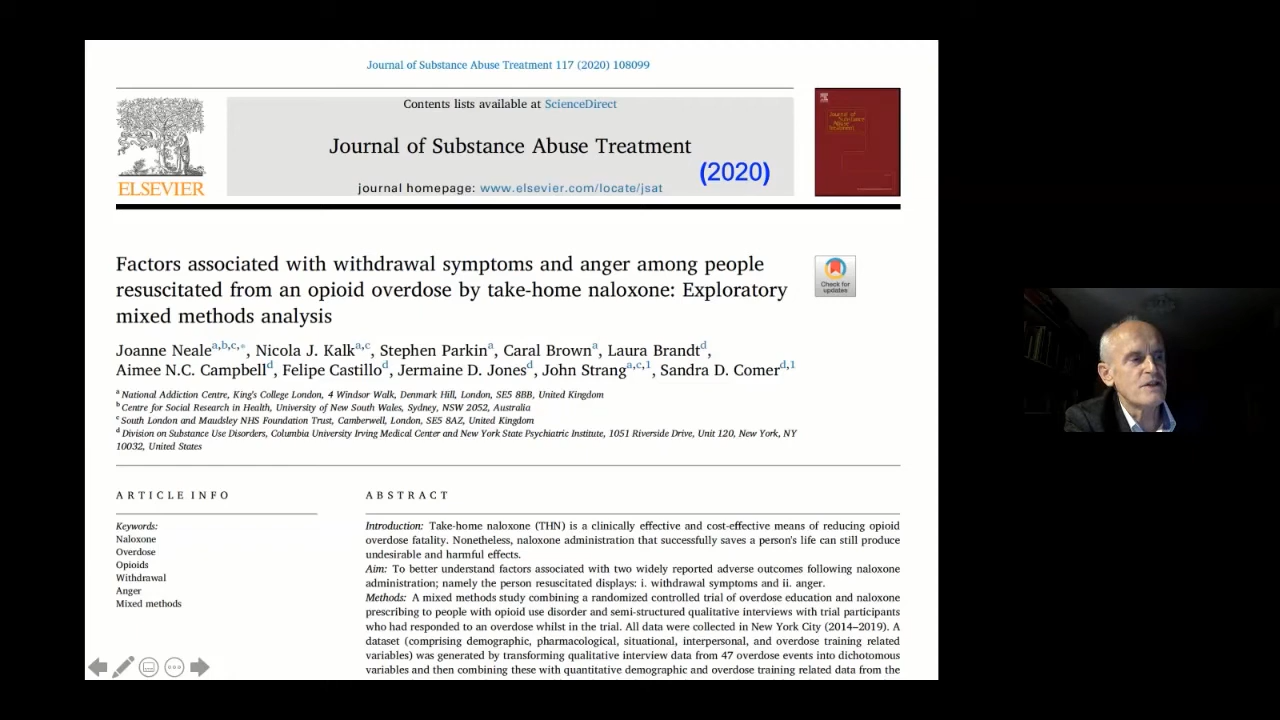 Journal of Substance Abuse Treatment 117 (2020) 108099
Contents lists available at ScienceDirect
Journal of Substance Abuse Treatment
(2020)
journal homepage: www.elsevier.com/locate/jsat
ELSEVIER
Journal of
Substance
Abuse
Treatment
Factors associated with withdrawal symptoms and anger among people
resuscitated from an opioid overdose by take-home naloxone: Exploratory
mixed methods analysis
Check for
updates
Joanne Neale a,b,c,*, Nicola J. Kalk a,c, Stephen Parkin a, Caral Brown a, Laura Brandt d,
Aimee N.C. Campbell d, Felipe Castillo d, Jermaine D. Jones d, John Strang a,c,1, Sandra D. Comer d,1
a National Addiction Centre, King's College London, 4 Windsor Walk, Denmark Hill, London, SE5 8BB, United Kingdom
b Centre for Social Research in Health, University of New South Wales, Sydney, NSW 2052, Australia
c South London and Maudsley NHS Foundation Trust, Camberwell, London, SE5 8AZ, United Kingdom
d Division on Substance Use Disorders, Columbia University Irving Medical Center and New York State Psychiatric Institute, 1051 Riverside Drive, Unit 120, New York, NY
10032, United States
ARTICLE INFO
Keywords:
Naloxone
Overdose
Opioids
Withdrawal
Anger
Mixed methods
ABSTRACT
Introduction: Take-home naloxone (THN) is a clinically effective and cost-effective means of reducing opioid
overdose fatality. Nonetheless, naloxone administration that successfully saves a person's life can still produce
undesirable and harmful effects.
Aim: To better understand factors associated with two widely reported adverse outcomes following naloxone
administration; namely the person resuscitated displays: i. withdrawal symptoms and ii. anger.
Methods: A mixed methods study combining a randomized controlled trial of overdose education and naloxone
prescribing to people with opioid use disorder and semi-structured qualitative interviews with trial participants
who had responded to an overdose whilst in the trial. All data were collected in New York City (2014–2019). A
dataset (comprising demographic, pharmacological, situational, interpersonal, and overdose training related
variables) was generated by transforming qualitative interview data from 47 overdose events into dichotomous
variables and then combining these with quantitative demographic and overdose training related data from the